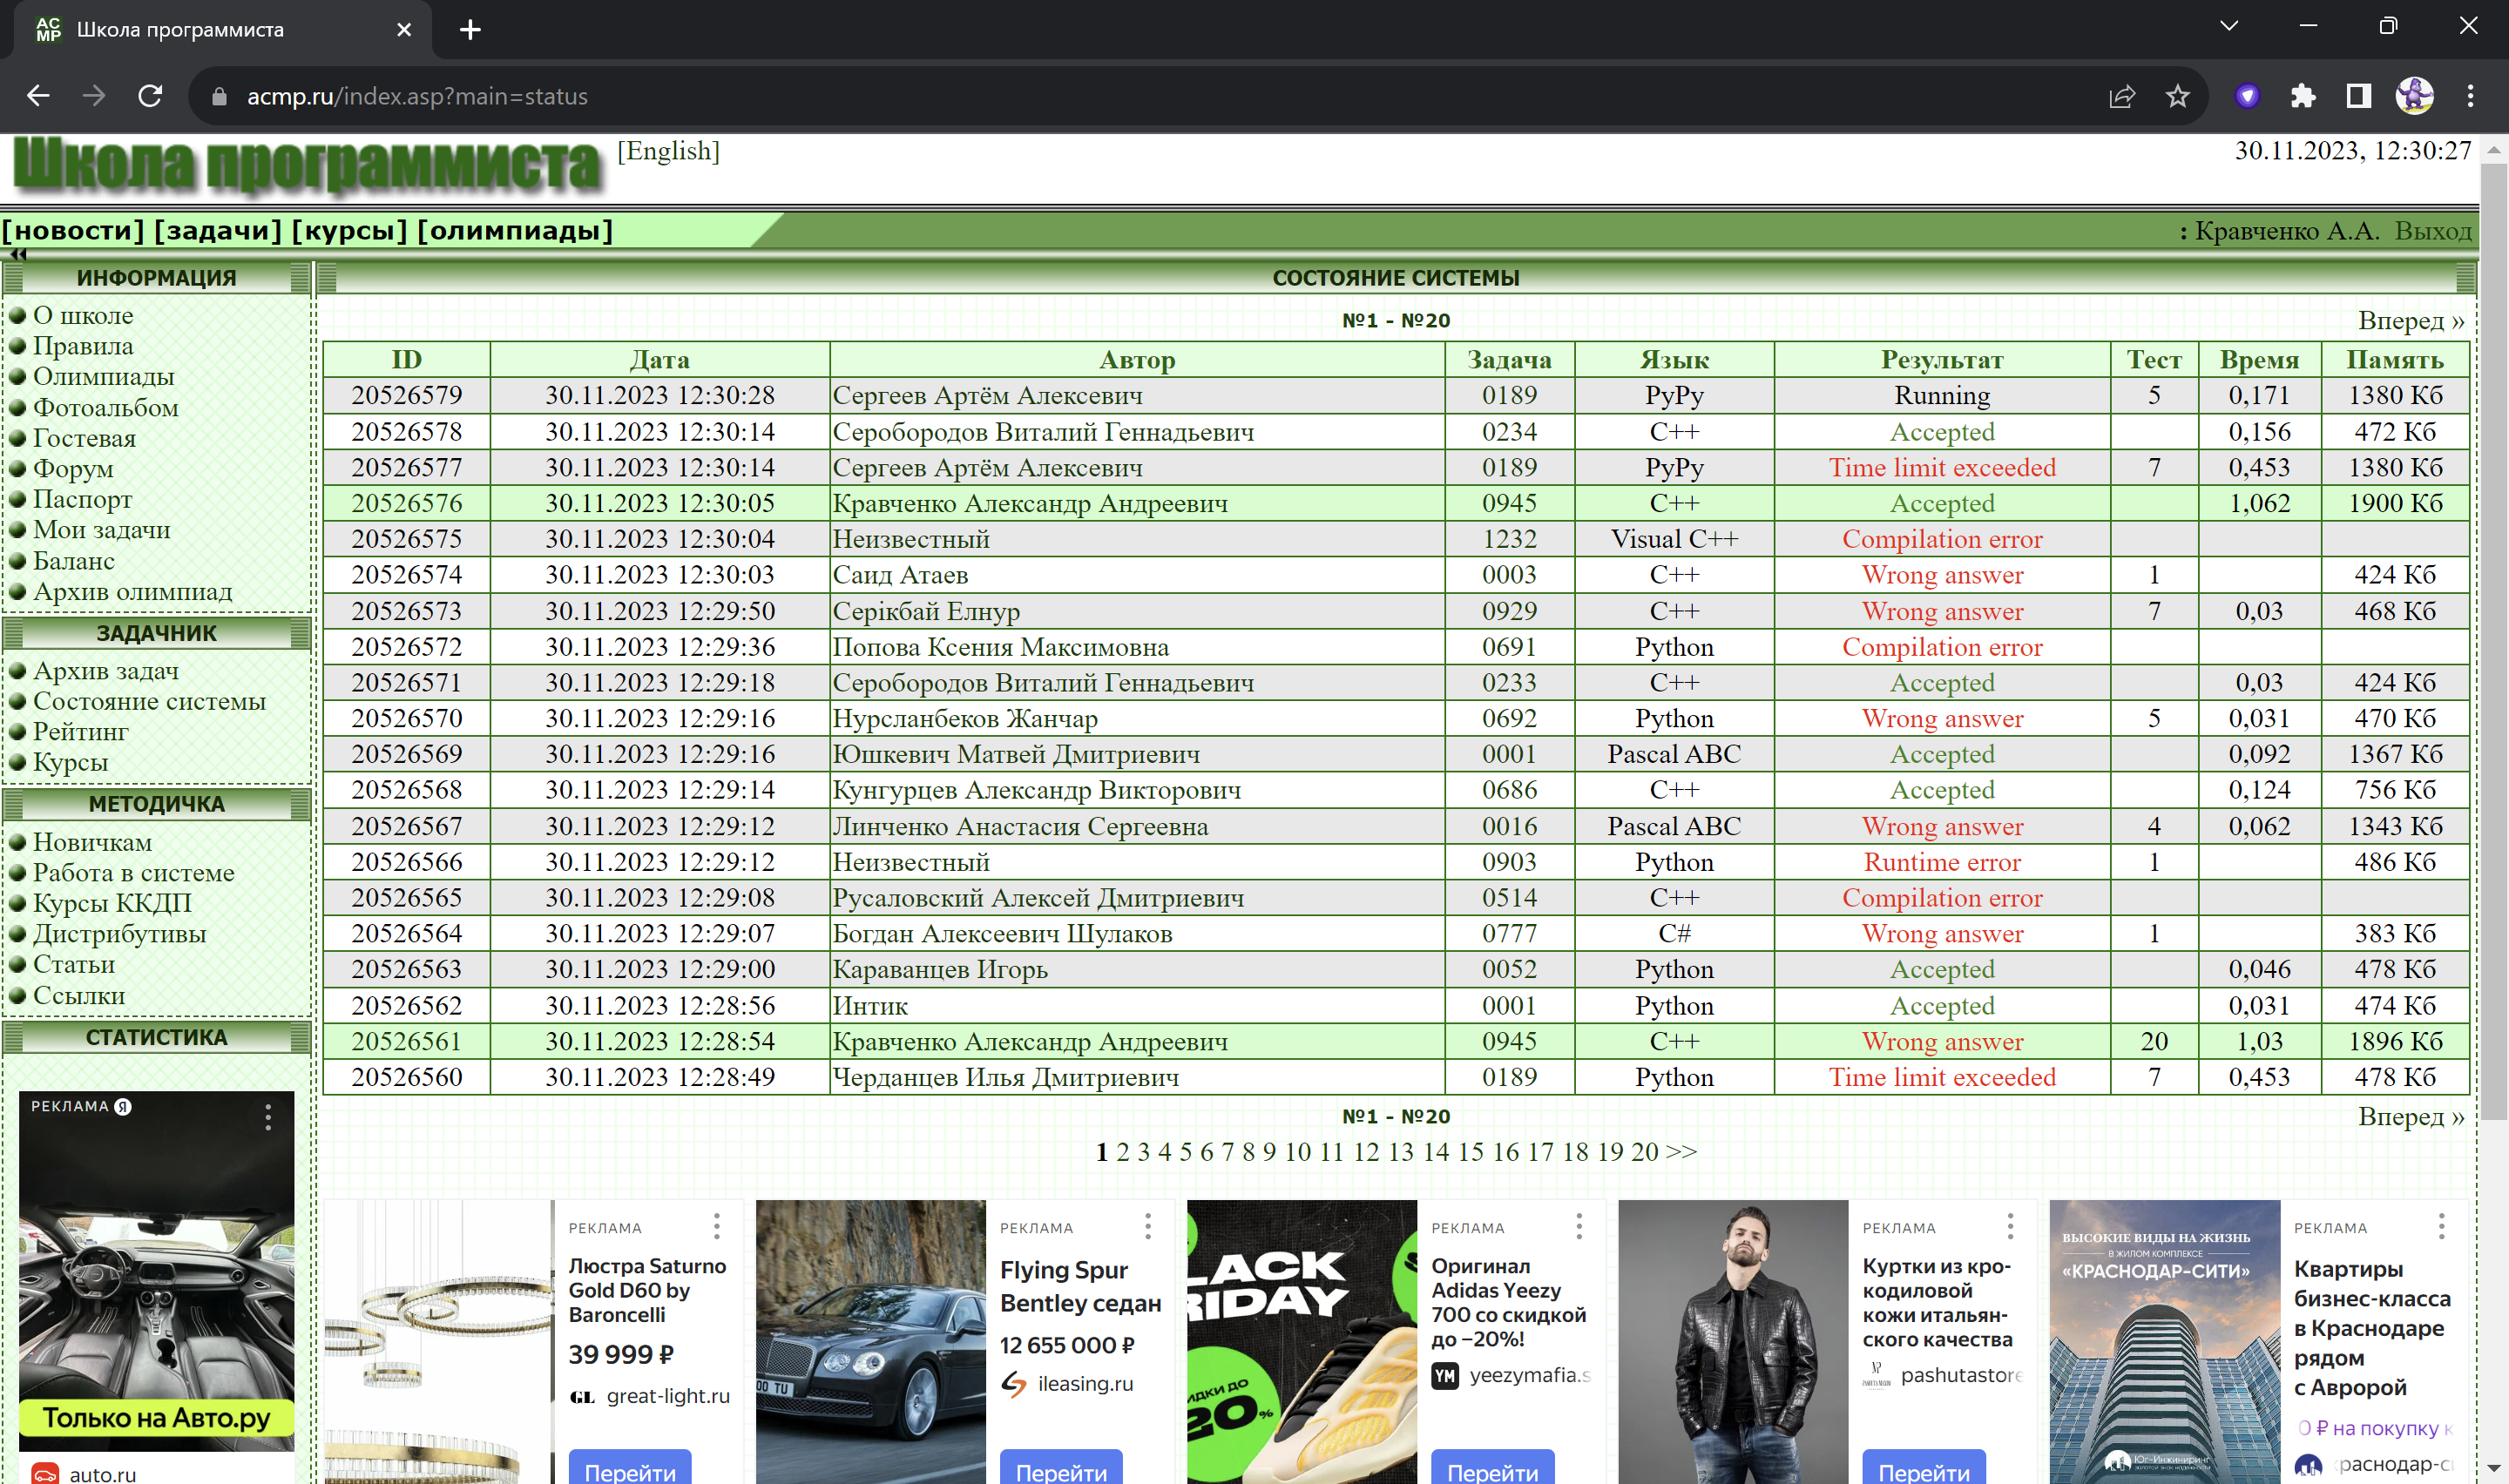 Школа программиста
acmp.ru/index.asp?main=status
Школа программиста [English] 30.11.2023, 12:30:27
[новости] [задачи] [курсы] [олимпиады] : Кравченко А.А. Выход
ИНФОРМАЦИЯ
О школе
Правила
Олимпиады
Фотоальбом
Гостевая
Форум
Паспорт
Мои задачи
Баланс
Архив олимпиад
ЗАДАЧНИК
Архив задач
Состояние системы
Рейтинг
Курсы
МЕТОДИЧКА
Новичкам
Работа в системе
Курсы ККДП
Дистрибутивы
Статьи
Ссылки
СТАТИСТИКА
РЕКЛАМА Я
Только на Авто.ру
auto.ru
СОСТОЯНИЕ СИСТЕМЫ
№1 - №20 Вперед »
ID Дата Автор Задача Язык Результат Тест Время Память
20526579 30.11.2023 12:30:28 Сергеев Артём Алексевич 0189 PyPy Running 5 0,171 1380 Кб
20526578 30.11.2023 12:30:14 Серобородов Виталий Геннадьевич 0234 C++ Accepted 0,156 472 Кб
20526577 30.11.2023 12:30:14 Сергеев Артём Алексевич 0189 PyPy Time limit exceeded 7 0,453 1380 Кб
20526576 30.11.2023 12:30:05 Кравченко Александр Андреевич 0945 C++ Accepted 1,062 1900 Кб
20526575 30.11.2023 12:30:04 Неизвестный 1232 Visual C++ Compilation error
20526574 30.11.2023 12:30:03 Саид Атаев 0003 C++ Wrong answer 1 424 Кб
20526573 30.11.2023 12:29:50 Серікбай Елнур 0929 C++ Wrong answer 7 0,03 468 Кб
20526572 30.11.2023 12:29:36 Попова Ксения Максимовна 0691 Python Compilation error
20526571 30.11.2023 12:29:18 Серобородов Виталий Геннадьевич 0233 C++ Accepted 0,03 424 Кб
20526570 30.11.2023 12:29:16 Нурсланбеков Жанчар 0692 Python Wrong answer 5 0,031 470 Кб
20526569 30.11.2023 12:29:16 Юшкевич Матвей Дмитриевич 0001 Pascal ABC Accepted 0,092 1367 Кб
20526568 30.11.2023 12:29:14 Кунгурцев Александр Викторович 0686 C++ Accepted 0,124 756 Кб
20526567 30.11.2023 12:29:12 Линченко Анастасия Сергеевна 0016 Pascal ABC Wrong answer 4 0,062 1343 Кб
20526566 30.11.2023 12:29:12 Неизвестный 0903 Python Runtime error 1 486 Кб
20526565 30.11.2023 12:29:08 Русаловский Алексей Дмитриевич 0514 C++ Compilation error
20526564 30.11.2023 12:29:07 Богдан Алексеевич Шулаков 0777 C# Wrong answer 1 383 Кб
20526563 30.11.2023 12:29:00 Караванцев Игорь 0052 Python Accepted 0,046 478 Кб
20526562 30.11.2023 12:28:56 Интик 0001 Python Accepted 0,031 474 Кб
20526561 30.11.2023 12:28:54 Кравченко Александр Андреевич 0945 C++ Wrong answer 20 1,03 1896 Кб
20526560 30.11.2023 12:28:49 Черданцев Илья Дмитриевич 0189 Python Time limit exceeded 7 0,453 478 Кб
№1 - №20 Вперед »
1 2 3 4 5 6 7 8 9 10 11 12 13 14 15 16 17 18 19 20 >>
РЕКЛАМА
Люстра Saturno
Gold D60 by
Baroncelli
39 999 ₽
GL great-light.ru
Перейти
РЕКЛАМА
Flying Spur
Bentley седан
12 655 000 ₽
ileasing.ru
Перейти
LACK
RIDAY
ИДКИ ДО
20%
РЕКЛАМА
Оригинал
Adidas Yeezy
700 со скидкой
до −20%!
YM yeezymafia.s
Перейти
РЕКЛАМА
Куртки из кро-
кодиловой
кожи итальян-
ского качества
pashutastore
Перейти
ВЫСОКИЕ ВИДЫ НА ЖИЗНЬ
В ЖИЛОМ КОМПЛЕКСЕ
«КРАСНОДАР-СИТИ»
Юг-Инжиниринг
РЕКЛАМА
Квартиры
бизнес-класса
в Краснодаре
рядом
с Авророй
0 ₽ на покупку к
раснодар-си